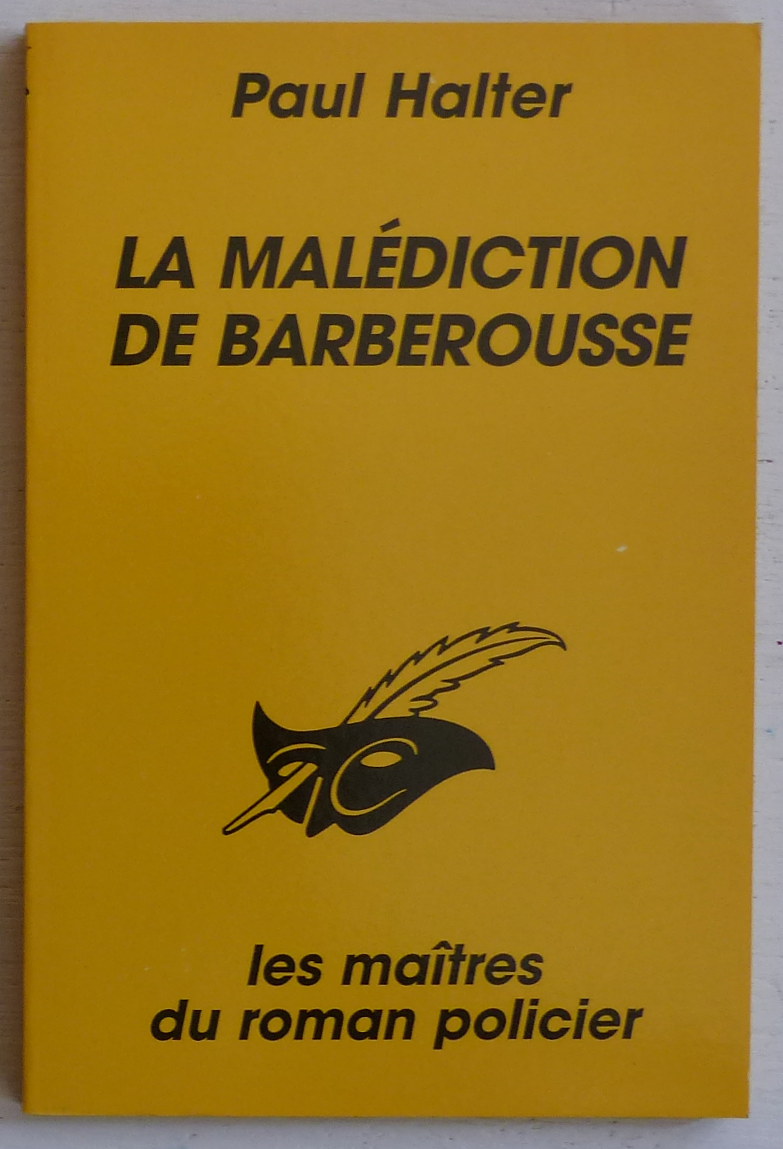 Paul Halter
LA MALÉDICTION
DE BARBEROUSSE
les maîtres
du roman policier